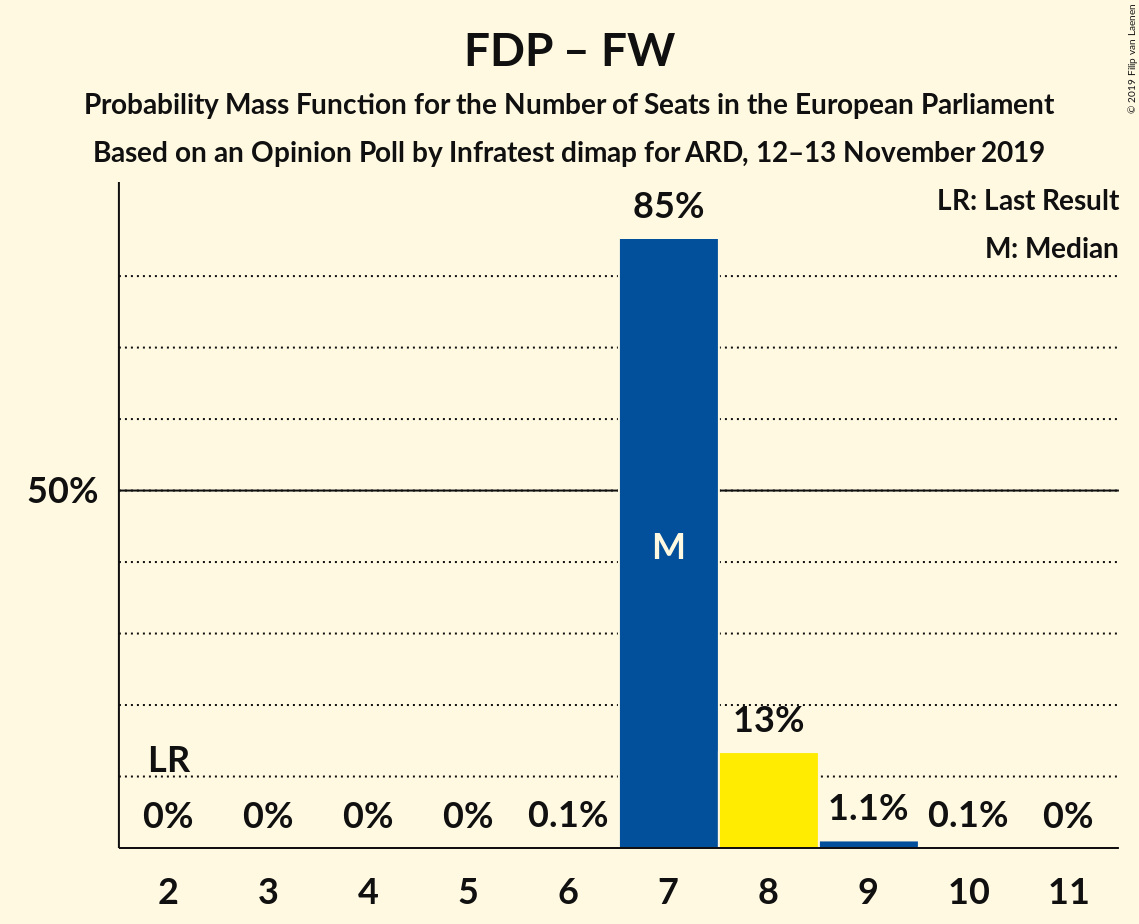 FDP – FW
Probability Mass Function for the Number of Seats in the European Parliament
Based on an Opinion Poll by Infratest dimap for ARD, 12–13 November 2019
© 2019 Filip van Laenen
LR: Last Result
M: Median
85%
50%
M
13%
LR
0% 0% 0% 0% 0.1% 1.1% 0.1% 0%
2 3 4 5 6 7 8 9 10 11